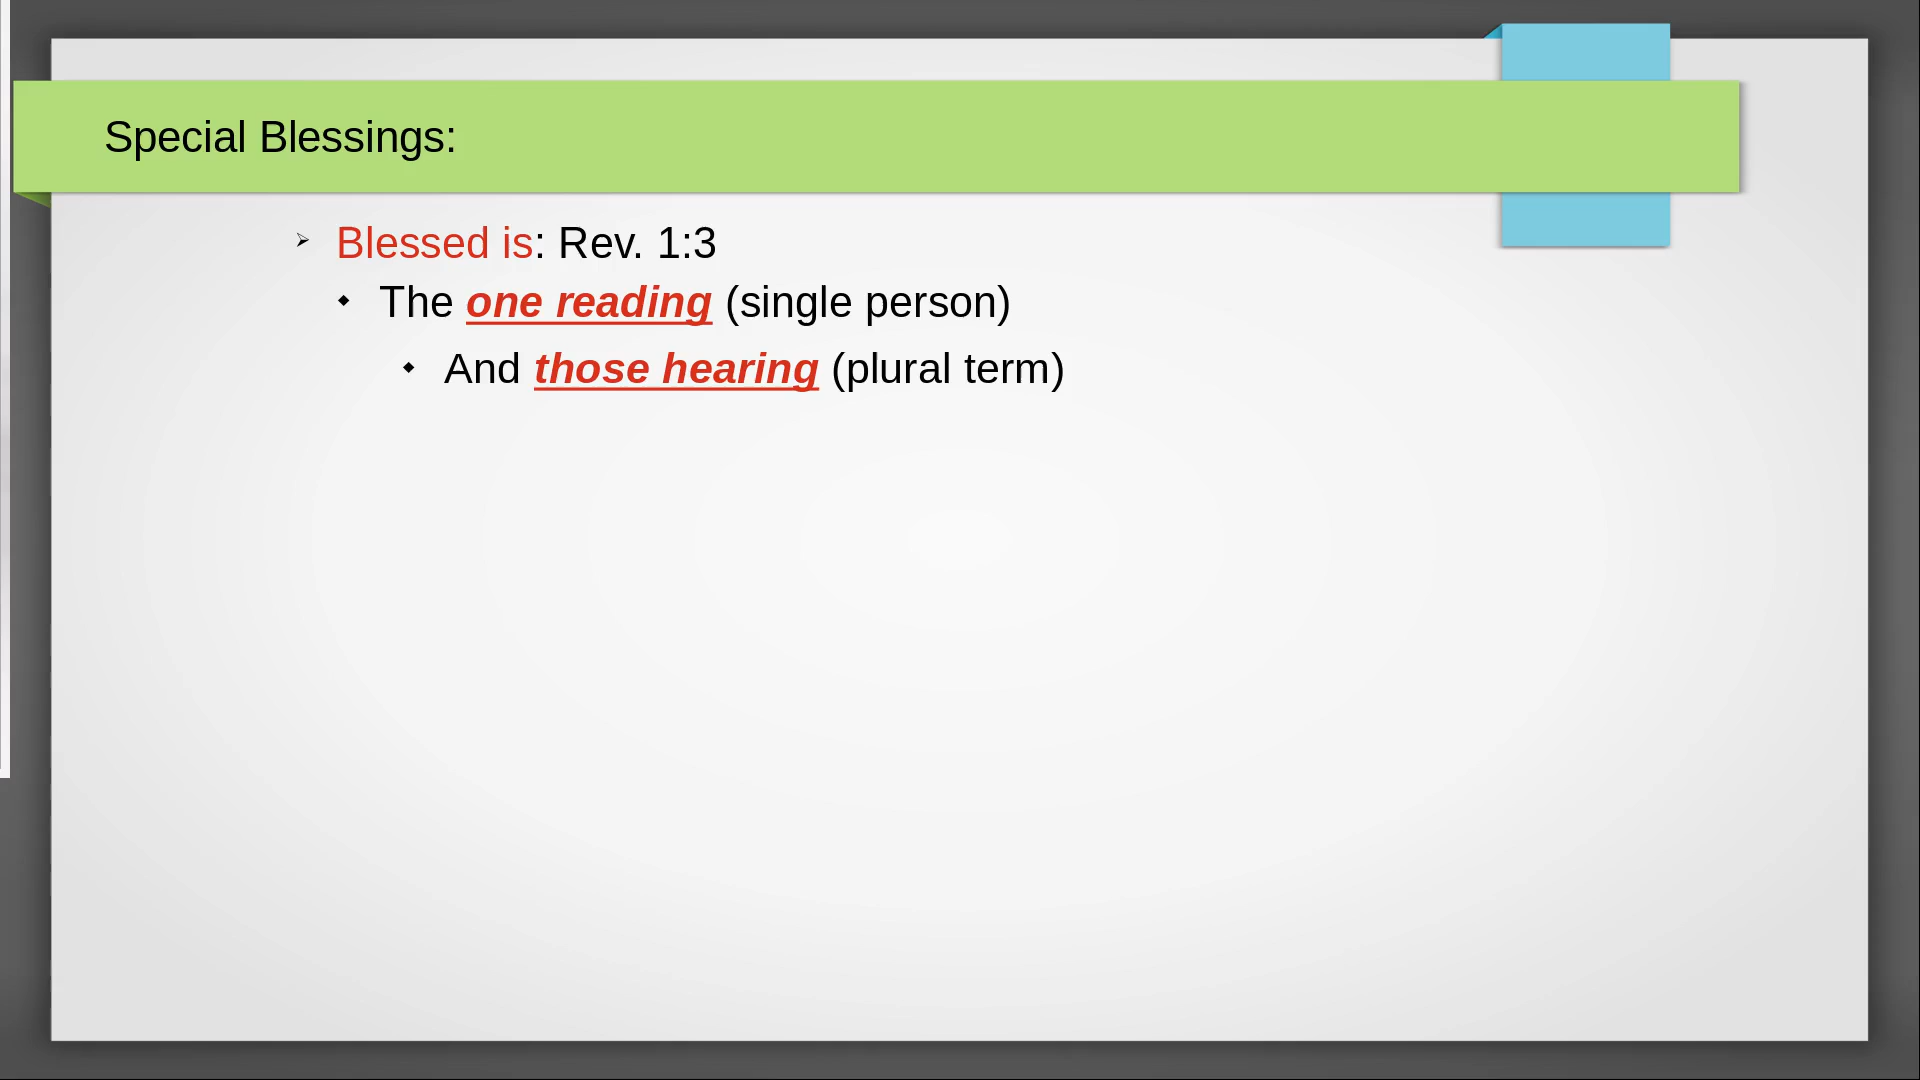 Special Blessings:
Blessed is: Rev. 1:3
The one reading (single person)
And those hearing (plural term)